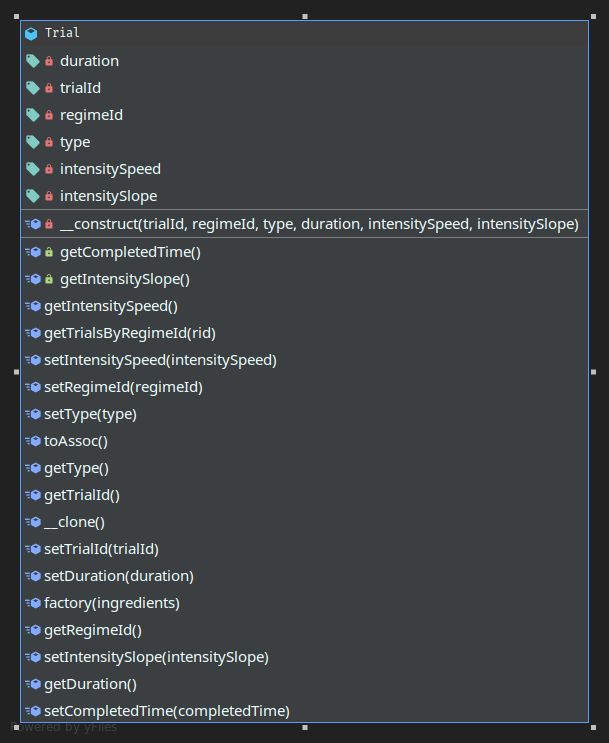 Trial
duration
trialId
regimeId
type
intensitySpeed
intensitySlope
__construct(trialId, regimeId, type, duration, intensitySpeed, intensitySlope)
getCompletedTime()
getIntensitySlope()
getIntensitySpeed()
getTrialsByRegimeId(rid)
setIntensitySpeed(intensitySpeed)
setRegimeId(regimeId)
setType(type)
toAssoc()
getType()
getTrialId()
__clone()
setTrialId(trialId)
setDuration(duration)
factory(ingredients)
getRegimeId()
setIntensitySlope(intensitySlope)
getDuration()
setCompletedTime(completedTime)
Powered by yFiles